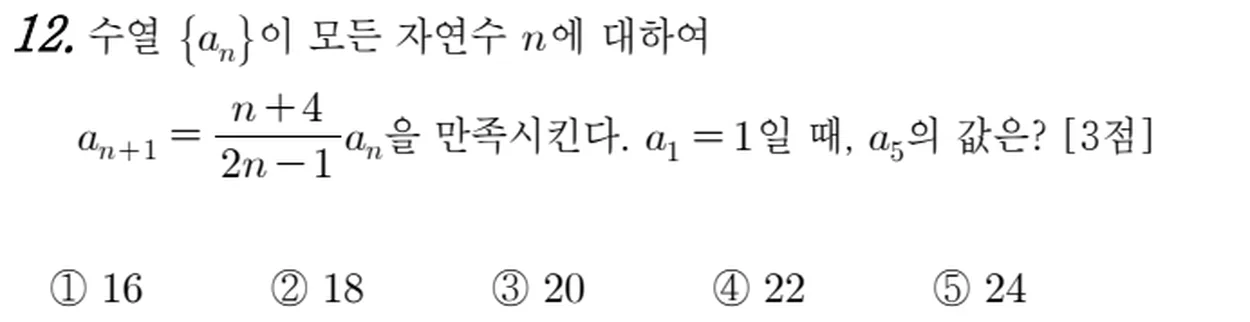 12. 수열 {aₙ}이 모든 자연수 n에 대하여
aₙ₊₁ = (n+4)/(2n−1) aₙ을 만족시킨다. a₁ = 1일 때, a₅의 값은? [3점]
① 16 ② 18 ③ 20 ④ 22 ⑤ 24